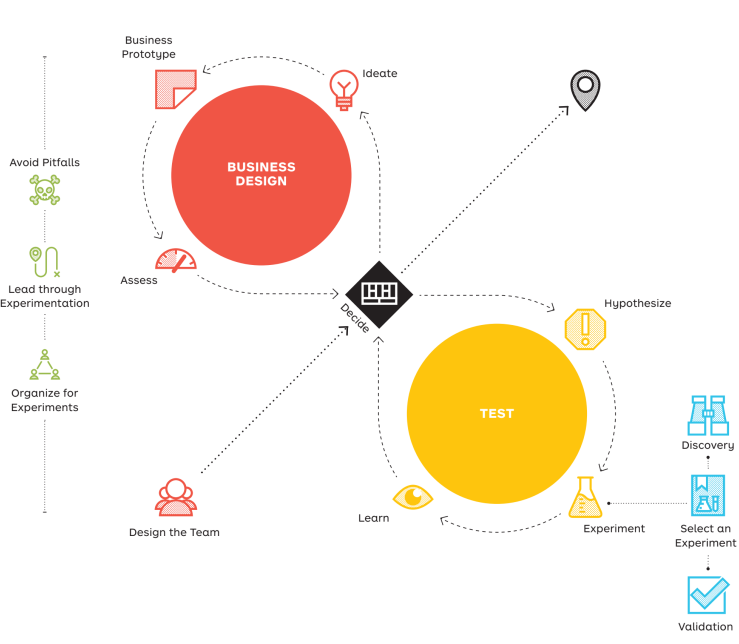 Business
Prototype
Ideate
Avoid Pitfalls
BUSINESS
DESIGN
Assess
Lead through
Experimentation
Decide
Hypothesize
Organize for
Experiments
TEST
Discovery
Learn
Experiment
Select an
Experiment
Design the Team
Validation